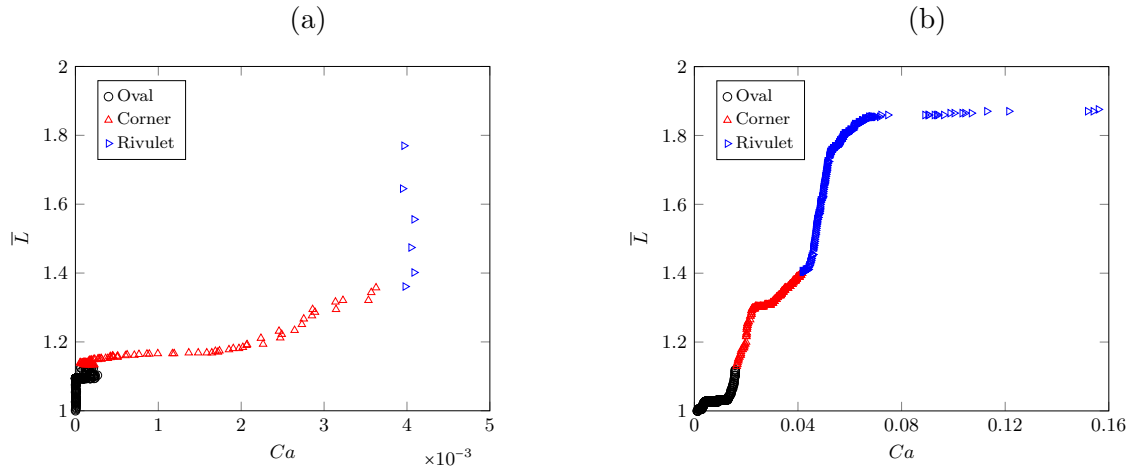 (a)
2
1.8
1.6
1.4
1.2
1
0 1 2 3 4 5
L̅
Ca
×10⁻³
Oval
Corner
Rivulet
(b)
2
1.8
1.6
1.4
1.2
1
0 0.04 0.08 0.12 0.16
L̅
Ca
Oval
Corner
Rivulet